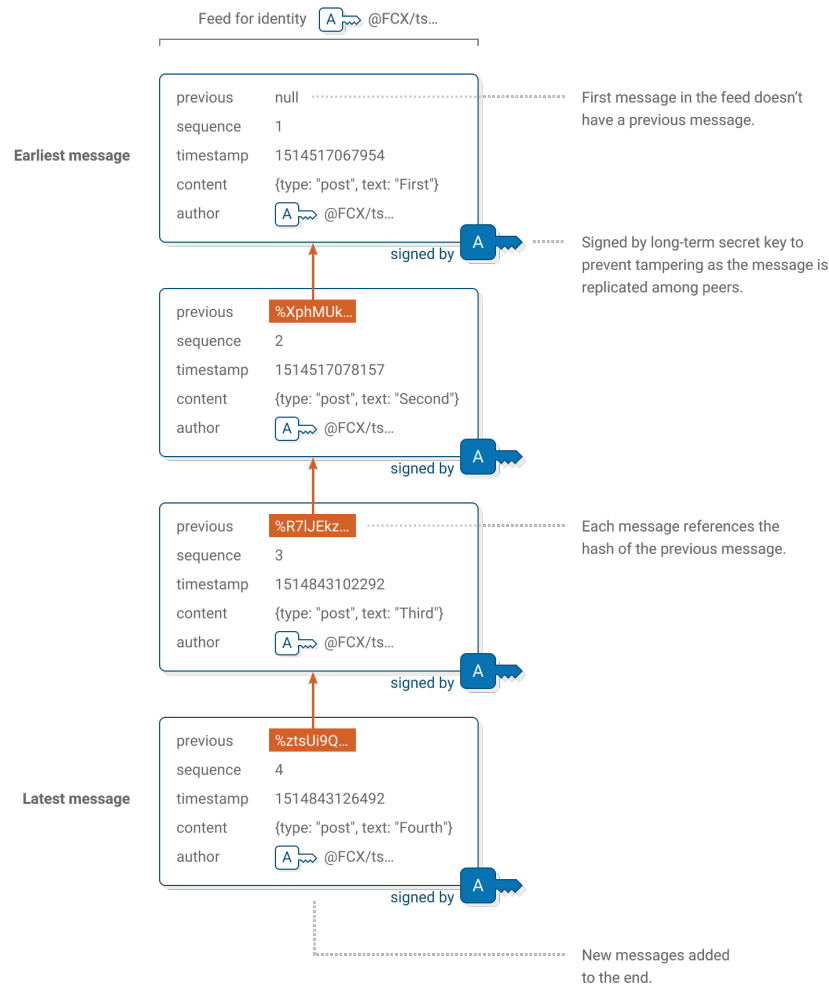 Feed for identity A @FCX/ts…
previous null
First message in the feed doesn't
have a previous message.
sequence 1
Earliest message
timestamp 1514517067954
content {type: "post", text: "First"}
author A @FCX/ts…
signed by A
Signed by long-term secret key to
prevent tampering as the message is
replicated among peers.
previous %XphMUk…
sequence 2
timestamp 1514517078157
content {type: "post", text: "Second"}
author A @FCX/ts…
signed by A
previous %R7lJEkz…
Each message references the
hash of the previous message.
sequence 3
timestamp 1514843102292
content {type: "post", text: "Third"}
author A @FCX/ts…
signed by A
previous %ztsUi9Q…
sequence 4
Latest message
timestamp 1514843126492
content {type: "post", text: "Fourth"}
author A @FCX/ts…
signed by A
New messages added
to the end.